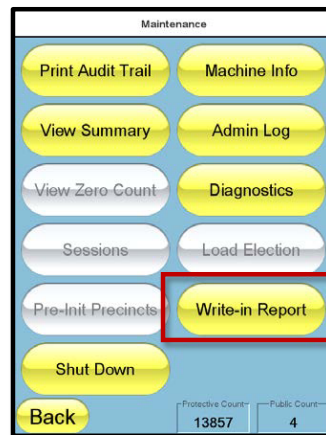 Maintenance
Print Audit Trail
Machine Info
View Summary
Admin Log
View Zero Count
Diagnostics
Sessions
Load Election
Pre-Init Precincts
Write-in Report
Shut Down
Back
Protective Count
13857
Public Count
4